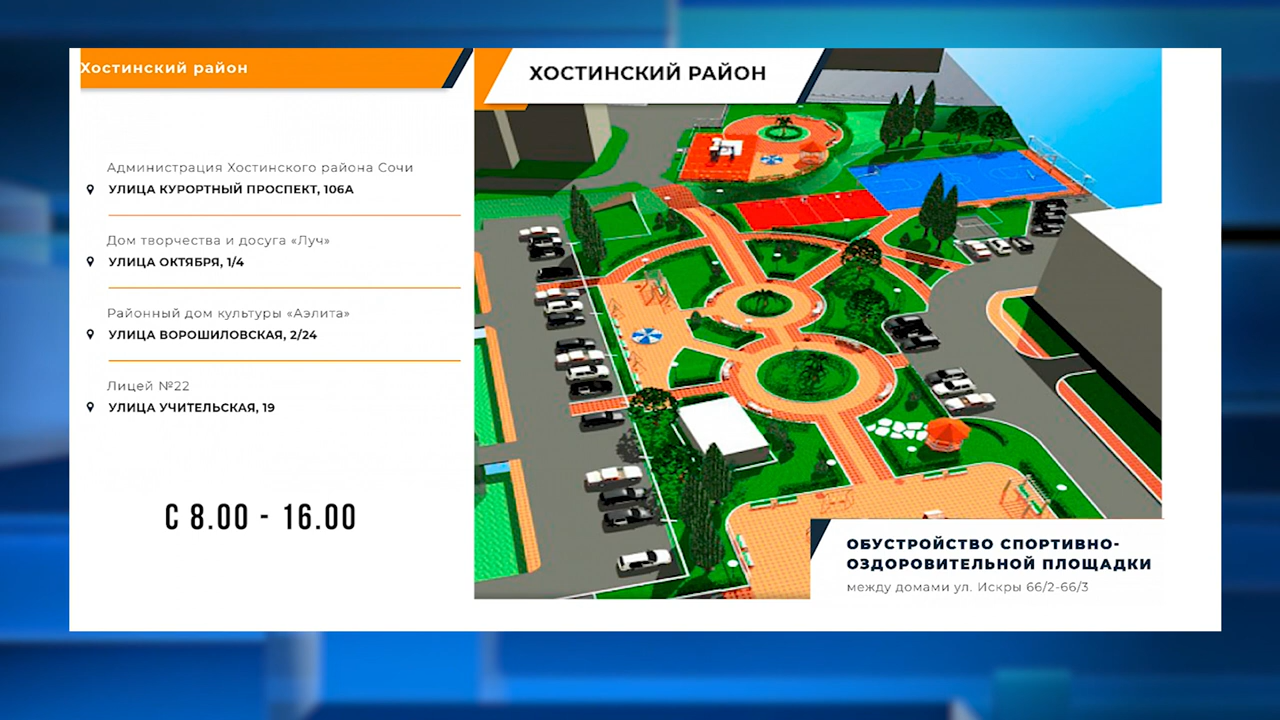 Хостинский район
Администрация Хостинского района Сочи
УЛИЦА КУРОРТНЫЙ ПРОСПЕКТ, 106А
Дом творчества и досуга «Луч»
УЛИЦА ОКТЯБРЯ, 1/4
Районный дом культуры «Аэлита»
УЛИЦА ВОРОШИЛОВСКАЯ, 2/24
Лицей №22
УЛИЦА УЧИТЕЛЬСКАЯ, 19
С 8.00 - 16.00
ХОСТИНСКИЙ РАЙОН
ОБУСТРОЙСТВО СПОРТИВНО-
ОЗДОРОВИТЕЛЬНОЙ ПЛОЩАДКИ
между домами ул. Искры 66/2-66/3